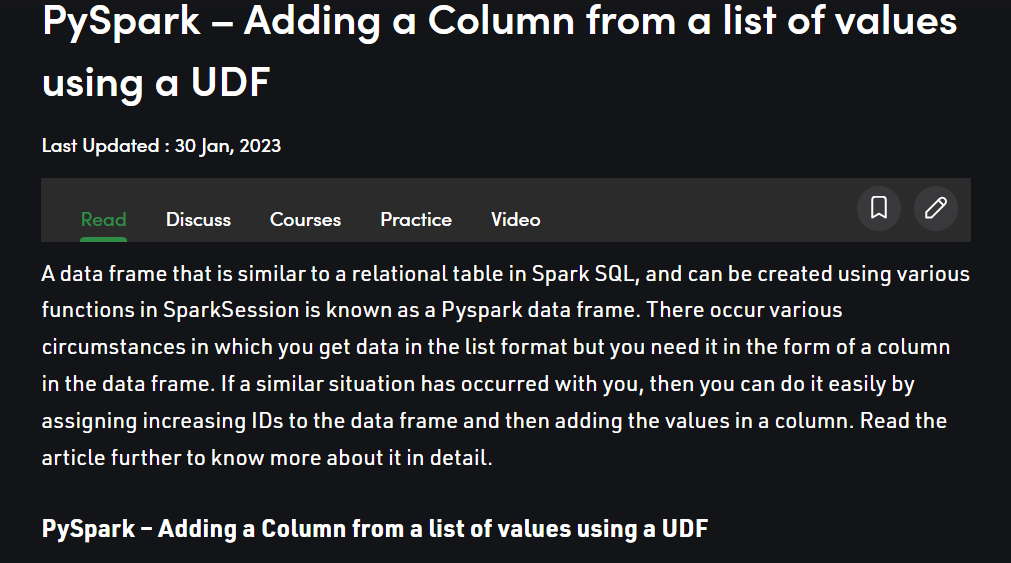 PySpark – Adding a Column from a list of values
using a UDF
Last Updated : 30 Jan, 2023
Read Discuss Courses Practice Video
A data frame that is similar to a relational table in Spark SQL, and can be created using various
functions in SparkSession is known as a Pyspark data frame. There occur various
circumstances in which you get data in the list format but you need it in the form of a column
in the data frame. If a similar situation has occurred with you, then you can do it easily by
assigning increasing IDs to the data frame and then adding the values in a column. Read the
article further to know more about it in detail.
PySpark – Adding a Column from a list of values using a UDF